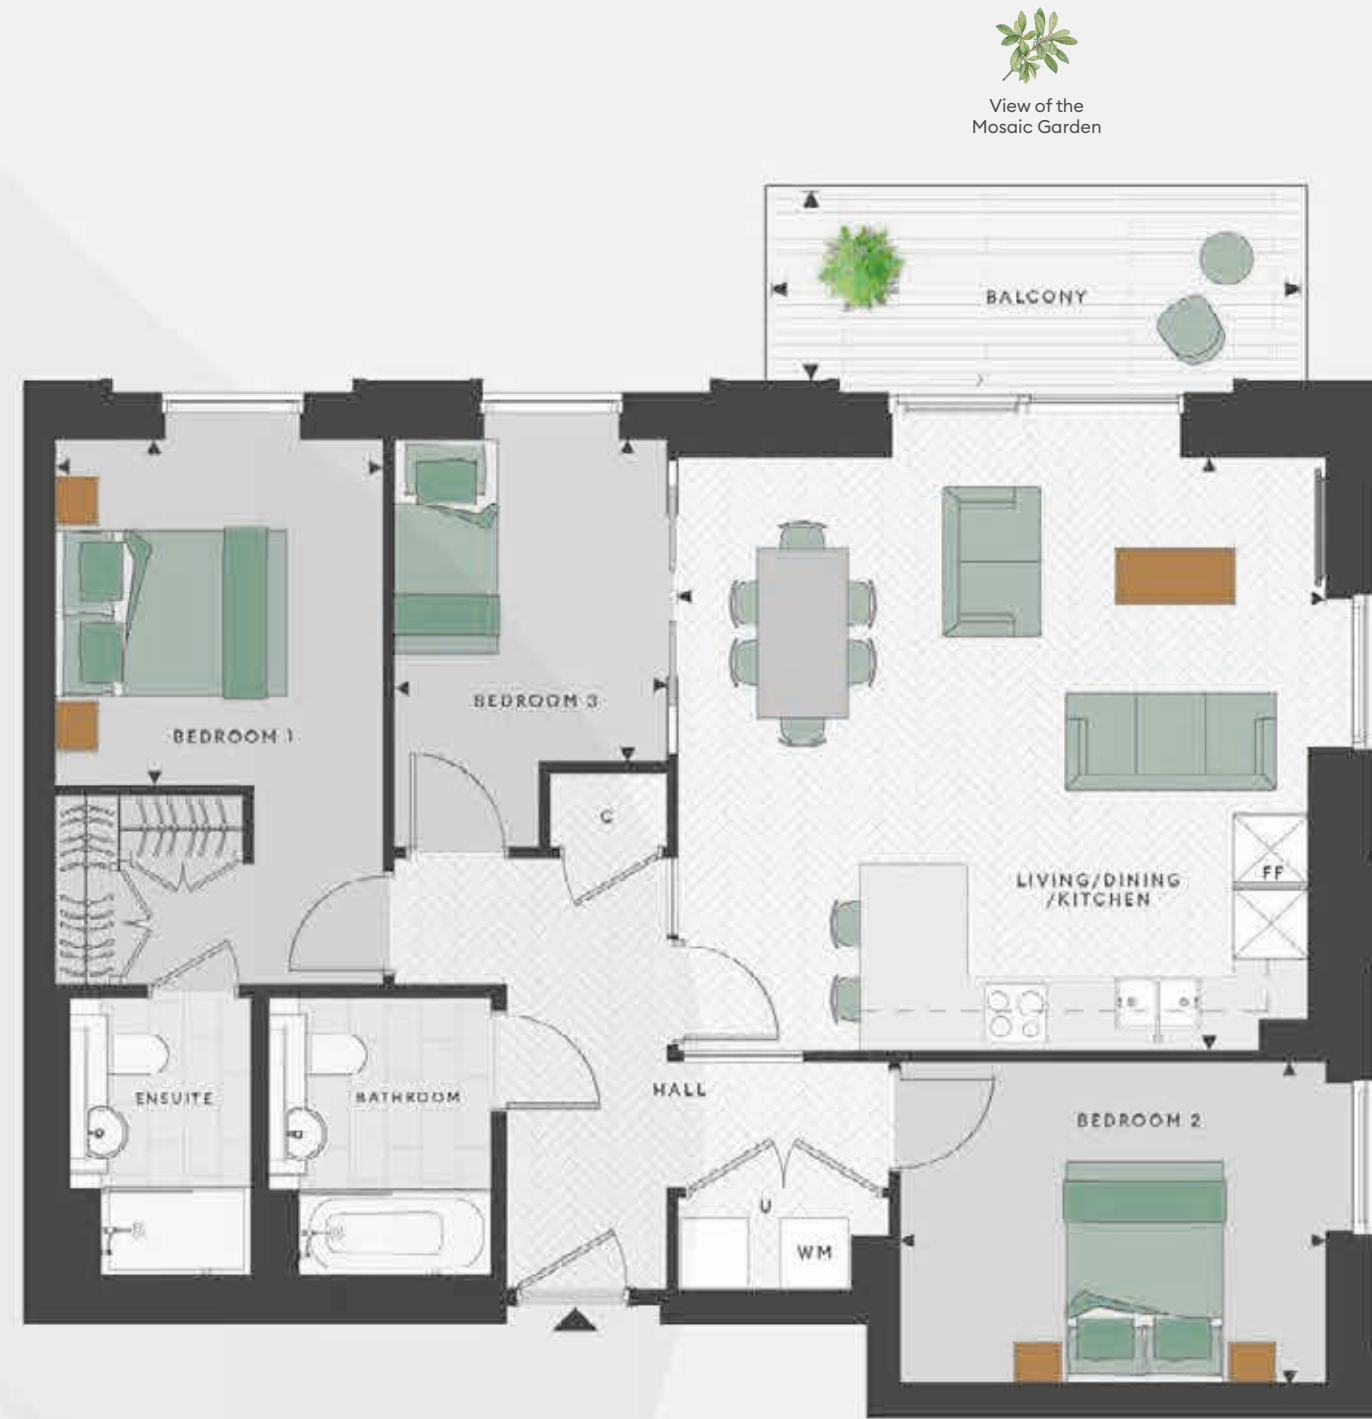 View of the
Mosaic Garden
BALCONY
BEDROOM 3
BEDROOM 1
C
LIVING/DINING
/KITCHEN
FF
HALL
ENSUITE
BATHROOM
BEDROOM 2
U
WM